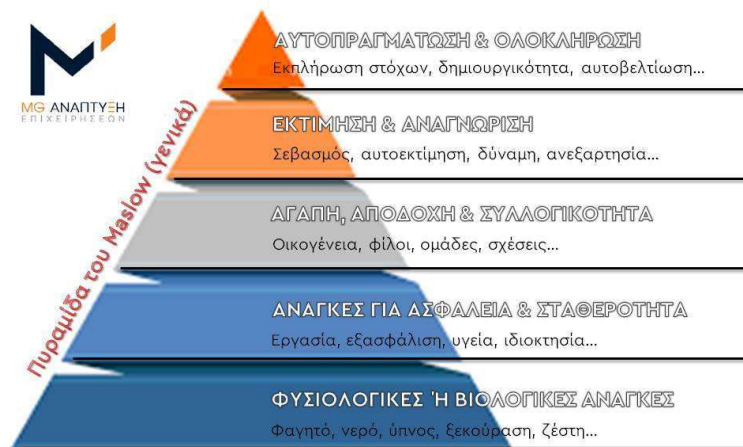 MG ΑΝΑΠΤΥΞΗ
ΕΠΙΧΕΙΡΗΣΕΩΝ
Πυραμίδα του Maslow (γενικά)
ΑΥΤΟΠΡΑΓΜΑΤΩΣΗ & ΟΛΟΚΛΗΡΩΣΗ
Εκπλήρωση στόχων, δημιουργικότητα, αυτοβελτίωση...
ΕΚΤΙΜΗΣΗ & ΑΝΑΓΝΩΡΙΣΗ
Σεβασμός, αυτοεκτίμηση, δύναμη, ανεξαρτησία...
ΑΓΑΠΗ, ΑΠΟΔΟΧΗ & ΣΥΛΛΟΓΙΚΟΤΗΤΑ
Οικογένεια, φίλοι, ομάδες, σχέσεις...
ΑΝΑΓΚΕΣ ΓΙΑ ΑΣΦΑΛΕΙΑ & ΣΤΑΘΕΡΟΤΗΤΑ
Εργασία, εξασφάλιση, υγεία, ιδιοκτησία...
ΦΥΣΙΟΛΟΓΙΚΕΣ Ή ΒΙΟΛΟΓΙΚΕΣ ΑΝΑΓΚΕΣ
Φαγητό, νερό, ύπνος, ξεκούραση, ζέστη...